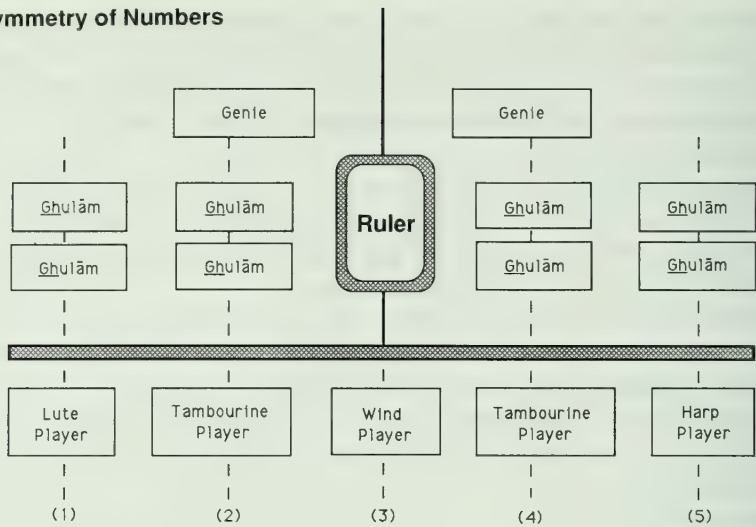 ymmetry of Numbers
Genie Genie
Ghulām Ghulām Ghulām Ghulām
Ruler
Ghulām Ghulām Ghulām Ghulām
Lute Player
Tambourine Player
Wind Player
Tambourine Player
Harp Player
(1) (2) (3) (4) (5)